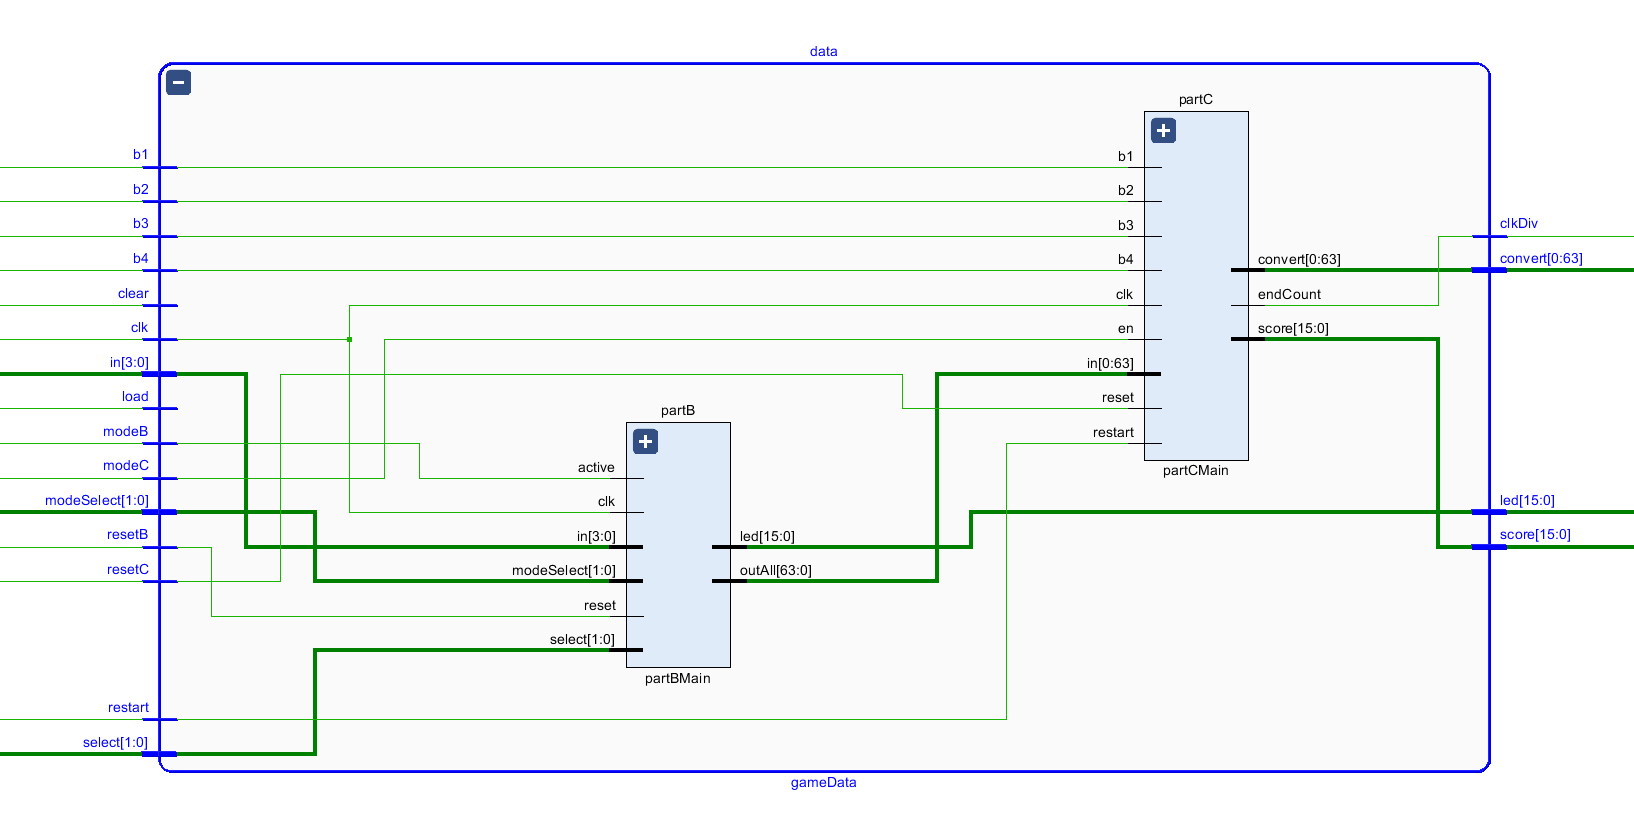 data
b1
b2
b3
b4
clear
clk
in[3:0]
load
modeB
modeC
modeSelect[1:0]
resetB
resetC
restart
select[1:0]
partB
active
clk
in[3:0]
modeSelect[1:0]
reset
select[1:0]
led[15:0]
outAll[63:0]
partBMain
partC
b1
b2
b3
b4
clk
en
in[0:63]
reset
restart
convert[0:63]
endCount
score[15:0]
partCMain
clkDiv
convert[0:63]
led[15:0]
score[15:0]
gameData